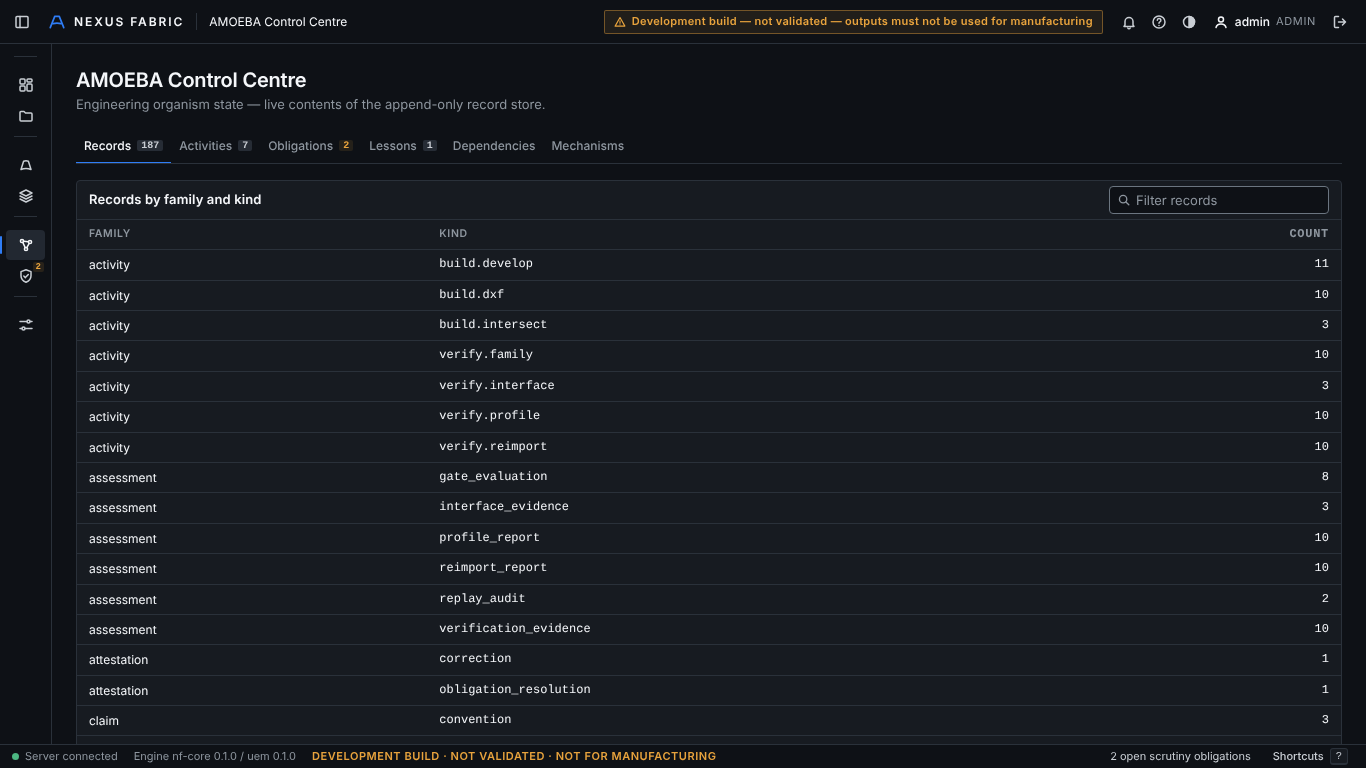 NEXUS FABRIC AMOEBA Control Centre Development build — not validated — outputs must not be used for manufacturing admin ADMIN
AMOEBA Control Centre
Engineering organism state — live contents of the append-only record store.
Records 187 Activities 7 Obligations 2 Lessons 1 Dependencies Mechanisms
Records by family and kind Filter records
FAMILY KIND COUNT
activity build.develop 11
activity build.dxf 10
activity build.intersect 3
activity verify.family 10
activity verify.interface 3
activity verify.profile 10
activity verify.reimport 10
assessment gate_evaluation 8
assessment interface_evidence 3
assessment profile_report 10
assessment reimport_report 10
assessment replay_audit 2
assessment verification_evidence 10
attestation correction 1
attestation obligation_resolution 1
claim convention 3
2
Server connected Engine nf-core 0.1.0 / uem 0.1.0 DEVELOPMENT BUILD · NOT VALIDATED · NOT FOR MANUFACTURING 2 open scrutiny obligations Shortcuts ?